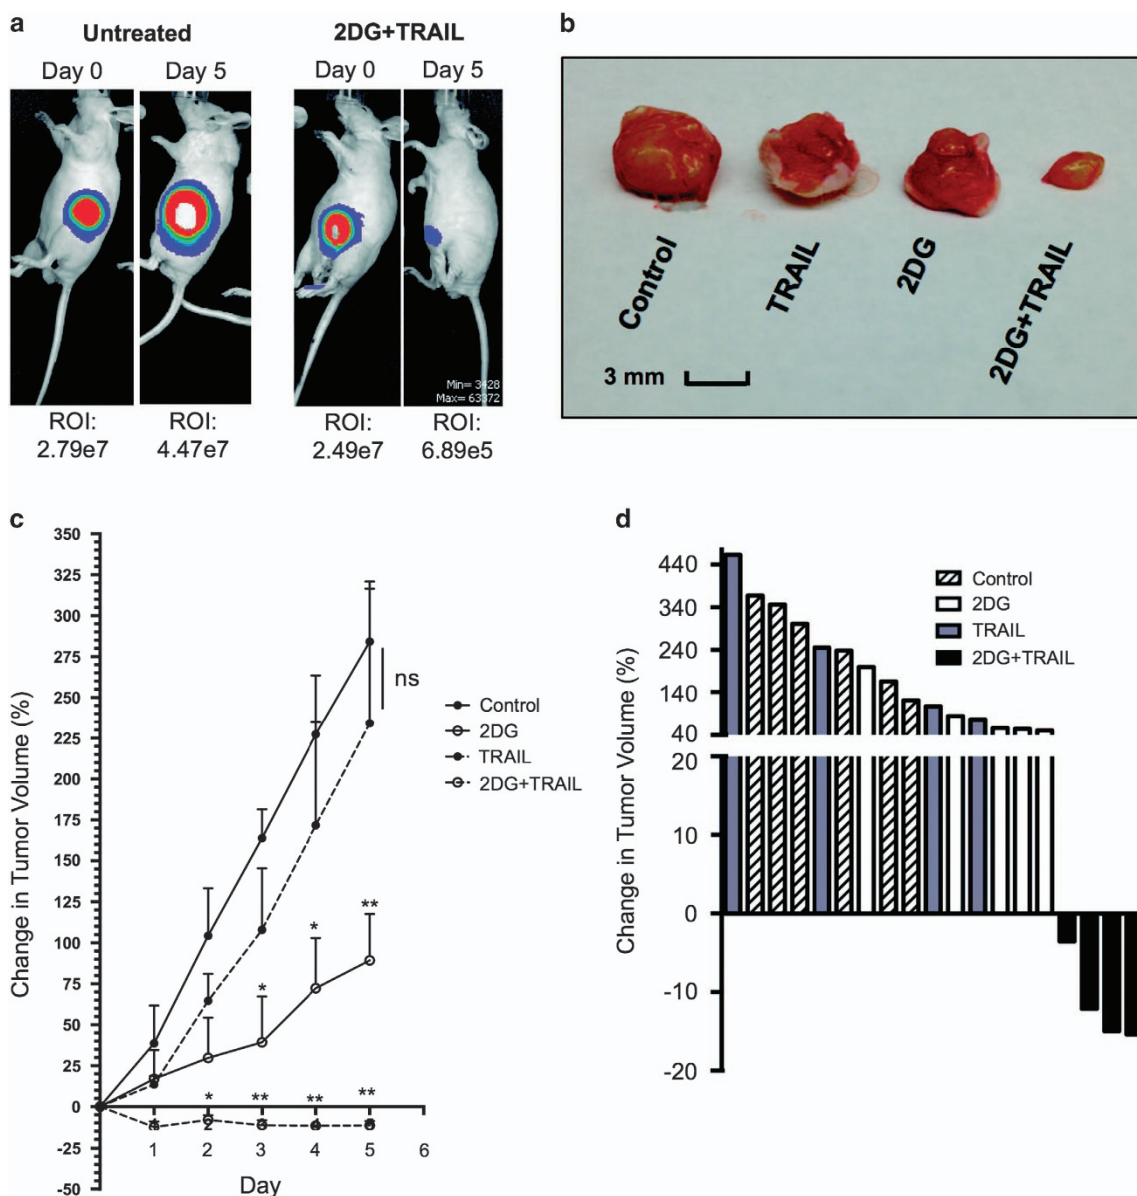 a
Untreated
2DG+TRAIL
Day 0
Day 5
Day 0
Day 5
Min= 3428
Max= 63372
ROI:
2.79e7
ROI:
4.47e7
ROI:
2.49e7
ROI:
6.89e5
b
Control
TRAIL
2DG
2DG+TRAIL
3 mm
c
Change in Tumor Volume (%)
350
325
300
275
250
225
200
175
150
125
100
75
50
25
0
-25
-50
ns
Control
2DG
TRAIL
2DG+TRAIL
**
*
*
* ** ** **
1 2 3 4 5 6
Day
d
Change in Tumor Volume (%)
440
340
240
140
40
20
10
0
-10
-20
Control
2DG
TRAIL
2DG+TRAIL